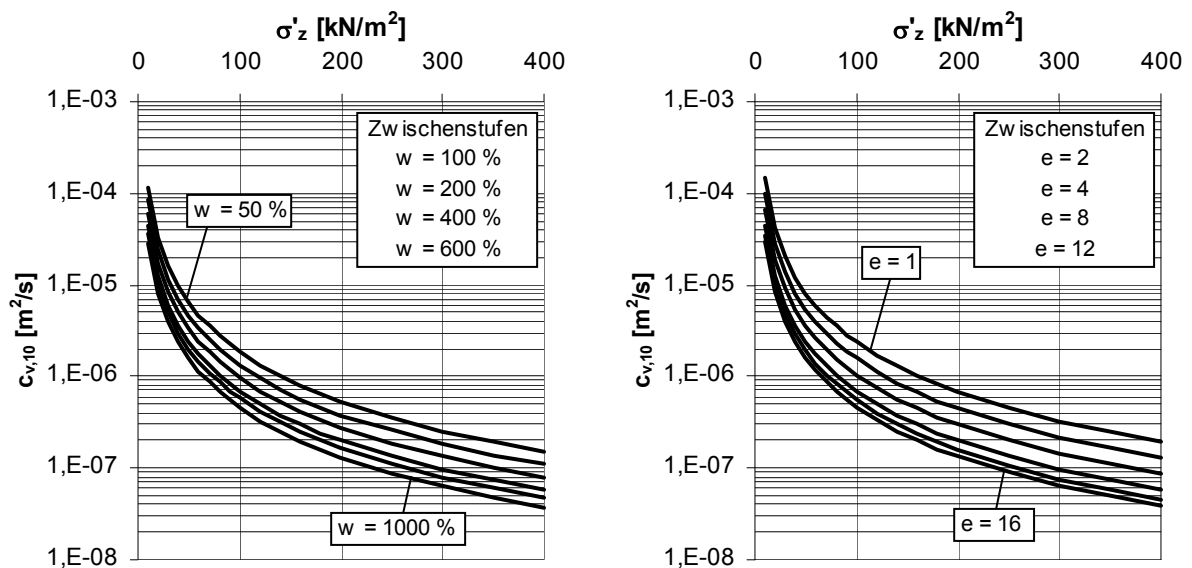 σ'z [kN/m²]
0 100 200 300 400
1,E-03
1,E-04
1,E-05
1,E-06
1,E-07
1,E-08
cv,10 [m²/s]
Zwischenstufen
w = 100 %
w = 200 %
w = 400 %
w = 600 %
w = 50 %
w = 1000 %
σ'z [kN/m²]
0 100 200 300 400
1,E-03
1,E-04
1,E-05
1,E-06
1,E-07
1,E-08
cv,10 [m²/s]
Zwischenstufen
e = 2
e = 4
e = 8
e = 12
e = 1
e = 16